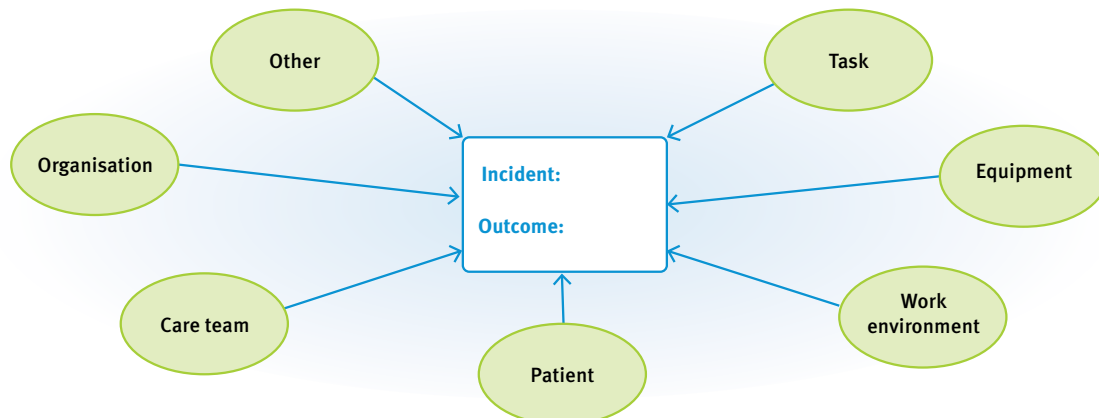 Other
Task
Organisation
Equipment
Incident:
Outcome:
Care team
Work
environment
Patient